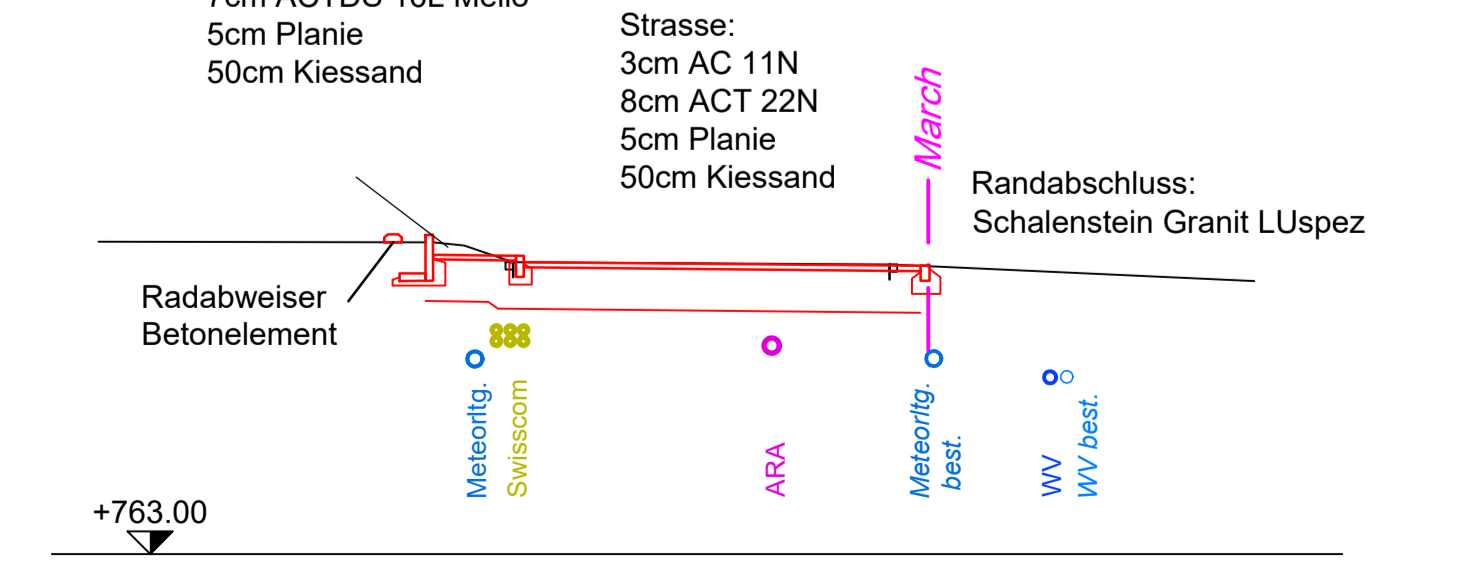 5cm Planie
50cm Kiessand
Strasse:
3cm AC 11N
8cm ACT 22N
5cm Planie
50cm Kiessand
March
Randabschluss:
Schalenstein Granit LUspez
Radabweiser
Betonelement
Meteorltg.
Swisscom
ARA
Meteorltg.
best.
WV
WV best.
+763.00